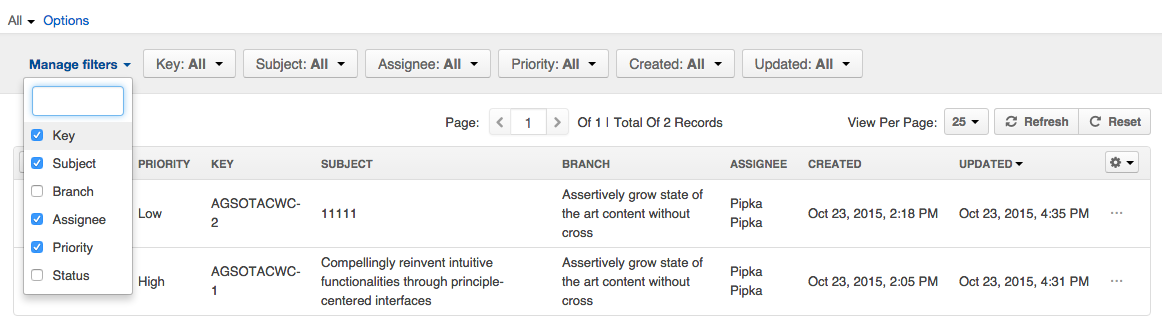 All Options
Manage filters Key: All Subject: All Assignee: All Priority: All Created: All Updated: All
Key
Subject
Branch
Assignee
Priority
Status
Page: 1 Of 1 | Total Of 2 Records View Per Page: 25 Refresh Reset
PRIORITY KEY SUBJECT BRANCH ASSIGNEE CREATED UPDATED
Low AGSOTACWC-
2 11111 Assertively grow state of
the art content without
cross Pipka
Pipka Oct 23, 2015, 2:18 PM Oct 23, 2015, 4:35 PM ...
High AGSOTACWC-
1 Compellingly reinvent intuitive
functionalities through principle-
centered interfaces Assertively grow state of
the art content without
cross Pipka
Pipka Oct 23, 2015, 2:05 PM Oct 23, 2015, 4:31 PM ...